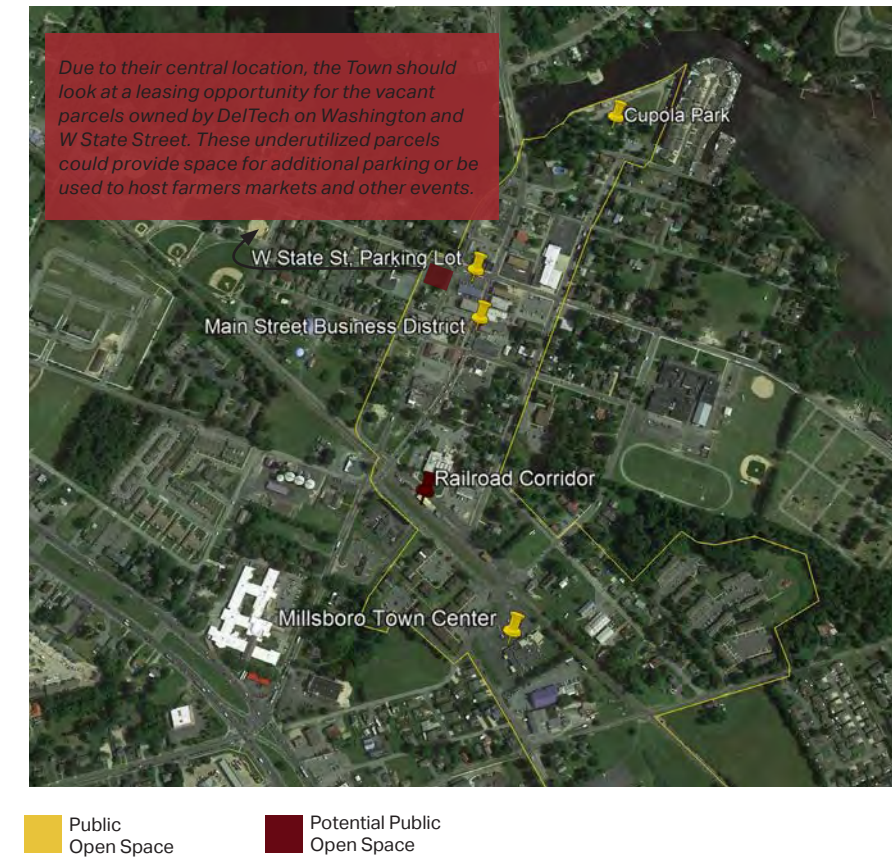 Due to their central location, the Town should
look at a leasing opportunity for the vacant
parcels owned by DelTech on Washington and
W State Street. These underutilized parcels
could provide space for additional parking or be
used to host farmers markets and other events.
Cupola Park
W State St, Parking Lot
Main Street Business District
Railroad Corridor
Millsboro Town Center
Public
Open Space
Potential Public
Open Space